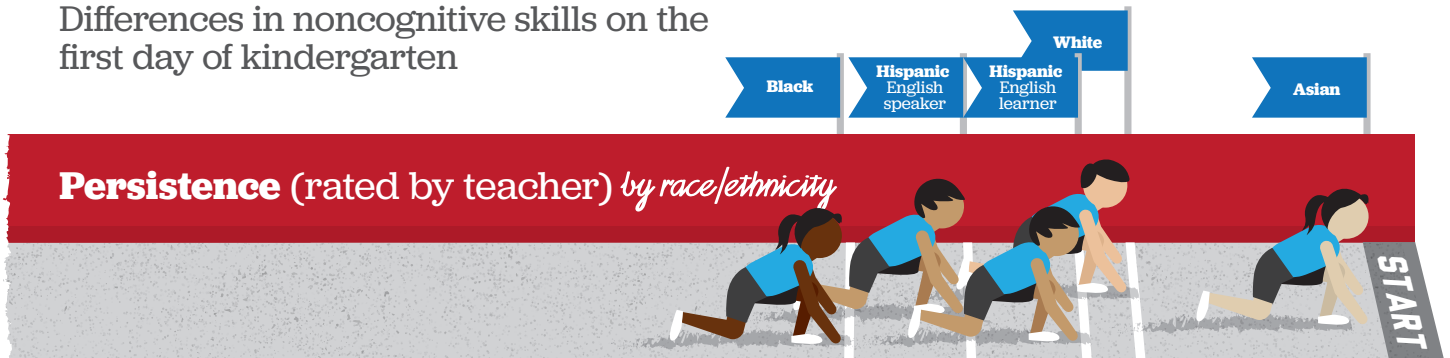 Differences in noncognitive skills on the
first day of kindergarten
White
Black
Hispanic
English
speaker
Hispanic
English
learner
Asian
Persistence (rated by teacher) by race/ethnicity
START